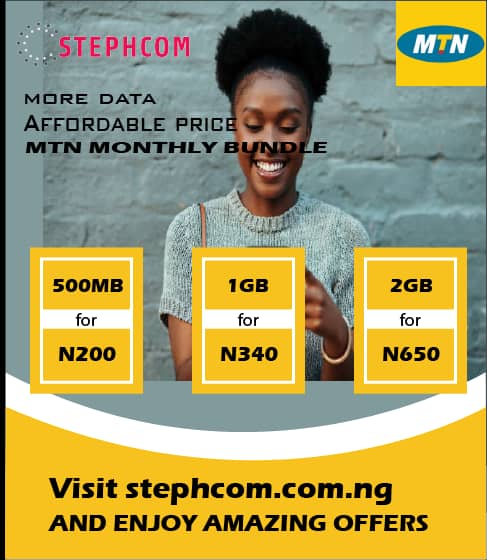 STEPHCOM
MTN
MORE DATA
AFFORDABLE PRICE
MTN MONTHLY BUNDLE
500MB
for
N200
1GB
for
N340
2GB
for
N650
Visit stephcom.com.ng
AND ENJOY AMAZING OFFERS